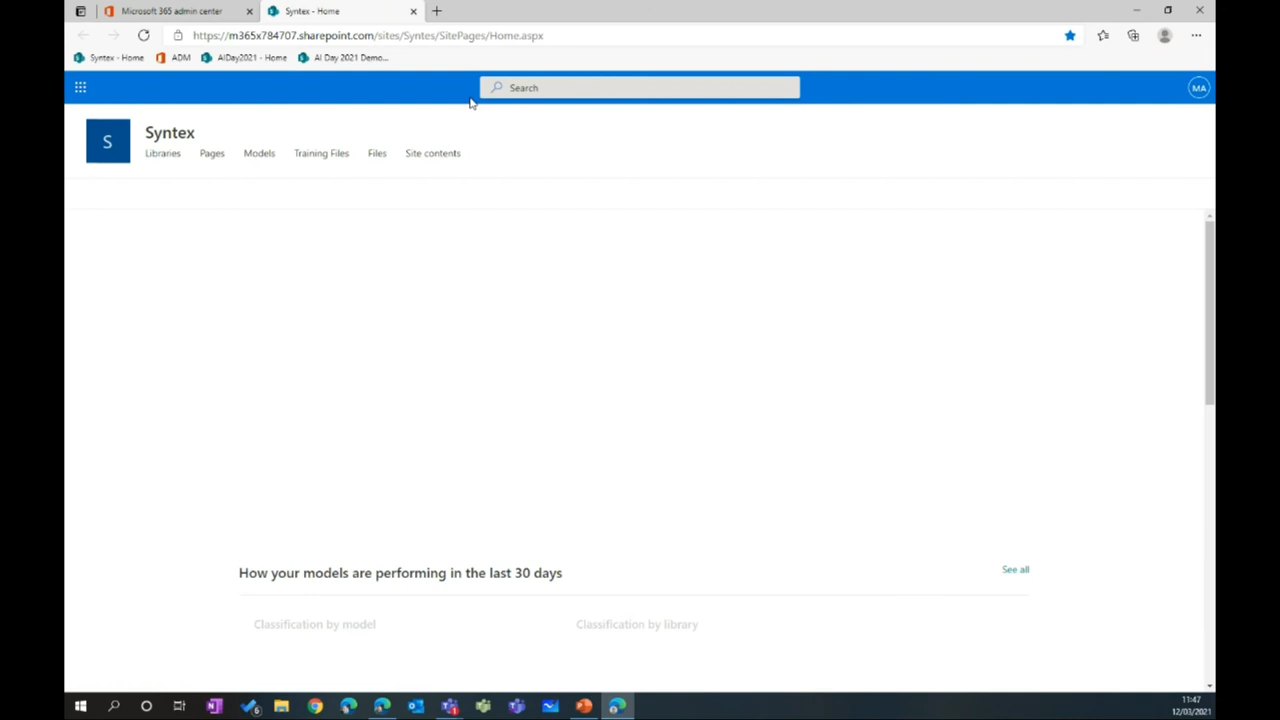 Microsoft 365 admin center
Syntex - Home
https://m365x784707.sharepoint.com/sites/Syntes/SitePages/Home.aspx
Syntex - Home
ADM
AIDay2021 - Home
AI Day 2021 Demo...
Search
MA
S
Syntex
Libraries
Pages
Models
Training Files
Files
Site contents
How your models are performing in the last 30 days
See all
Classification by model
Classification by library
11:47
12/03/2021